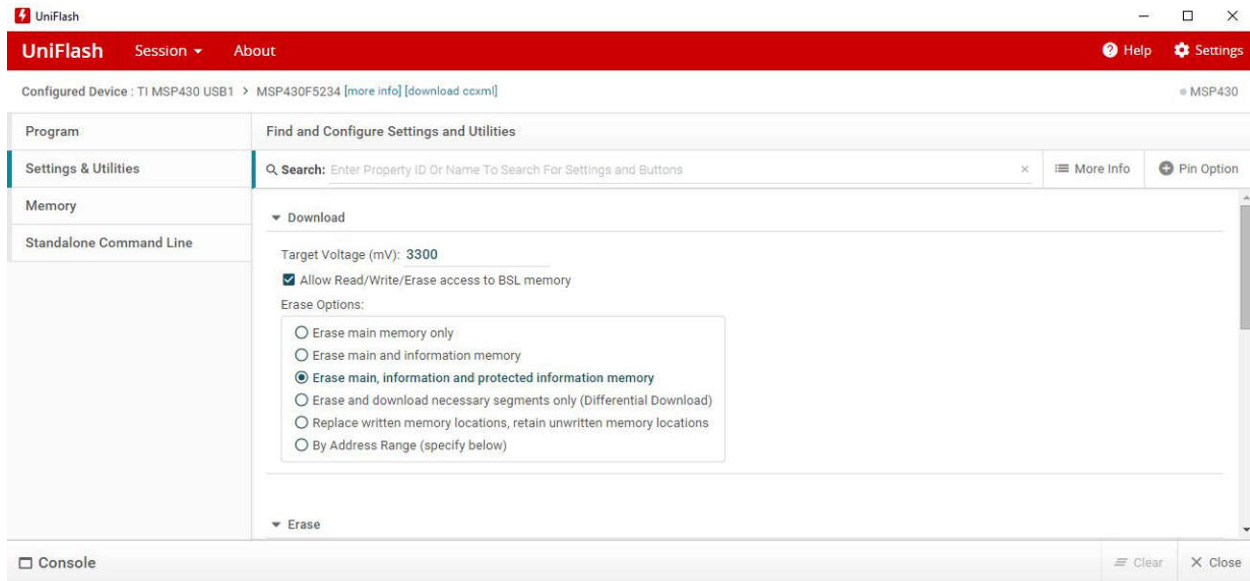 UniFlash
UniFlash Session About Help Settings
Configured Device : TI MSP430 USB1 > MSP430F5234 [more info] [download ccxml] MSP430
Program
Settings & Utilities
Memory
Standalone Command Line
Find and Configure Settings and Utilities
Search: Enter Property ID Or Name To Search For Settings and Buttons × More Info Pin Option
Download
Target Voltage (mV): 3300
Allow Read/Write/Erase access to BSL memory
Erase Options:
Erase main memory only
Erase main and information memory
Erase main, information and protected information memory
Erase and download necessary segments only (Differential Download)
Replace written memory locations, retain unwritten memory locations
By Address Range (specify below)
Erase
Console Clear Close